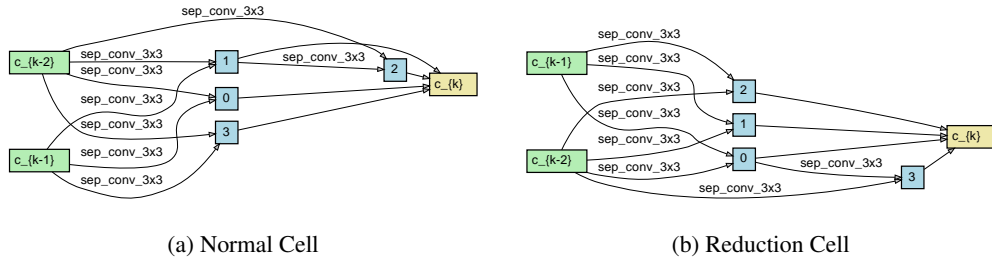 sep_conv_3x3
c_{k-2}
sep_conv_3x3
1
sep_conv_3x3
2
sep_conv_3x3
c_{k}
sep_conv_3x3
0
sep_conv_3x3
3
c_{k-1}
sep_conv_3x3
sep_conv_3x3
(a) Normal Cell
sep_conv_3x3
c_{k-1}
sep_conv_3x3
2
sep_conv_3x3
sep_conv_3x3
1
c_{k}
sep_conv_3x3
c_{k-2}
0
sep_conv_3x3
sep_conv_3x3
3
sep_conv_3x3
(b) Reduction Cell